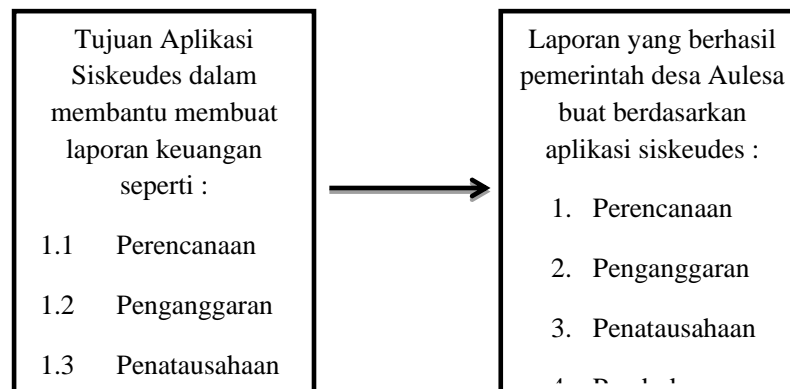 Tujuan Aplikasi
Siskeudes dalam
membantu membuat
laporan keuangan
seperti :
1.1 Perencanaan
1.2 Penganggaran
1.3 Penatausahaan
Laporan yang berhasil
pemerintah desa Aulesa
buat berdasarkan
aplikasi siskeudes :
1. Perencanaan
2. Penganggaran
3. Penatausahaan